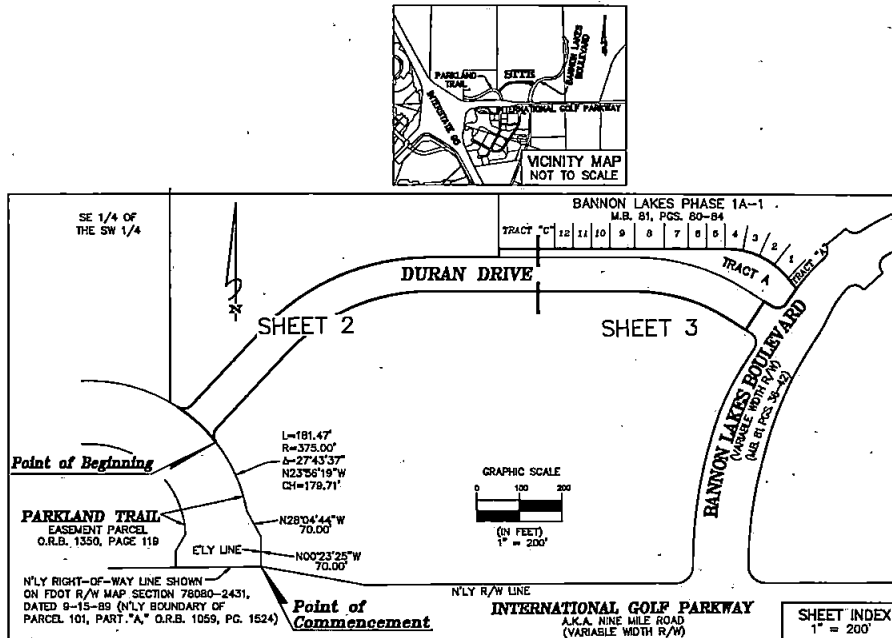 PARKLAND
TRAIL
SITE
BANNON LAKES
BOULEVARD
INTERSTATE 95
INTERNATIONAL GOLF PARKWAY
VICINITY MAP
NOT TO SCALE
SE 1/4 OF
THE SW 1/4
BANNON LAKES PHASE 1A-1
M.B. 81, PGS. 80-84
TRACT "C"
12 11 10 9 8 7 6 5 4 3 2 1
TRACT A
TRACT "A"
DURAN DRIVE
N
SHEET 2
SHEET 3
BANNON LAKES BOULEVARD
(VARIABLE WIDTH R/W)
(M.B. 81 PGS. 36-42)
L=181.47'
R=375.00'
Δ=27°43'37"
N23°56'19"W
CH=179.71'
Point of Beginning
GRAPHIC SCALE
0 100 200
(IN FEET)
1" = 200'
PARKLAND TRAIL
EASEMENT PARCEL
O.R.B. 1350, PAGE 119
N28°04'44"W
70.00'
E'LY LINE
N00°23'25"W
70.00'
N'LY RIGHT-OF-WAY LINE SHOWN
ON FDOT R/W MAP SECTION 78080-2431,
DATED 9-15-89 (N'LY BOUNDARY OF
PARCEL 101, PART "A," O.R.B. 1059, PG. 1524)
Point of
Commencement
N'LY R/W LINE
INTERNATIONAL GOLF PARKWAY
A.K.A. NINE MILE ROAD
(VARIABLE WIDTH R/W)
SHEET INDEX
1" = 200'